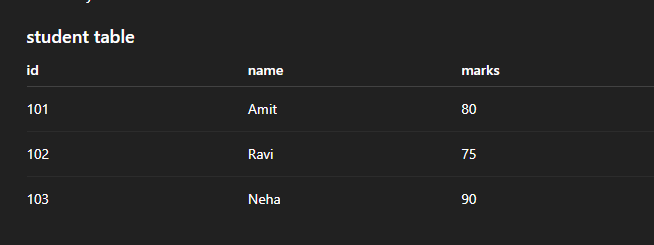 student table
id name marks
101 Amit 80
102 Ravi 75
103 Neha 90